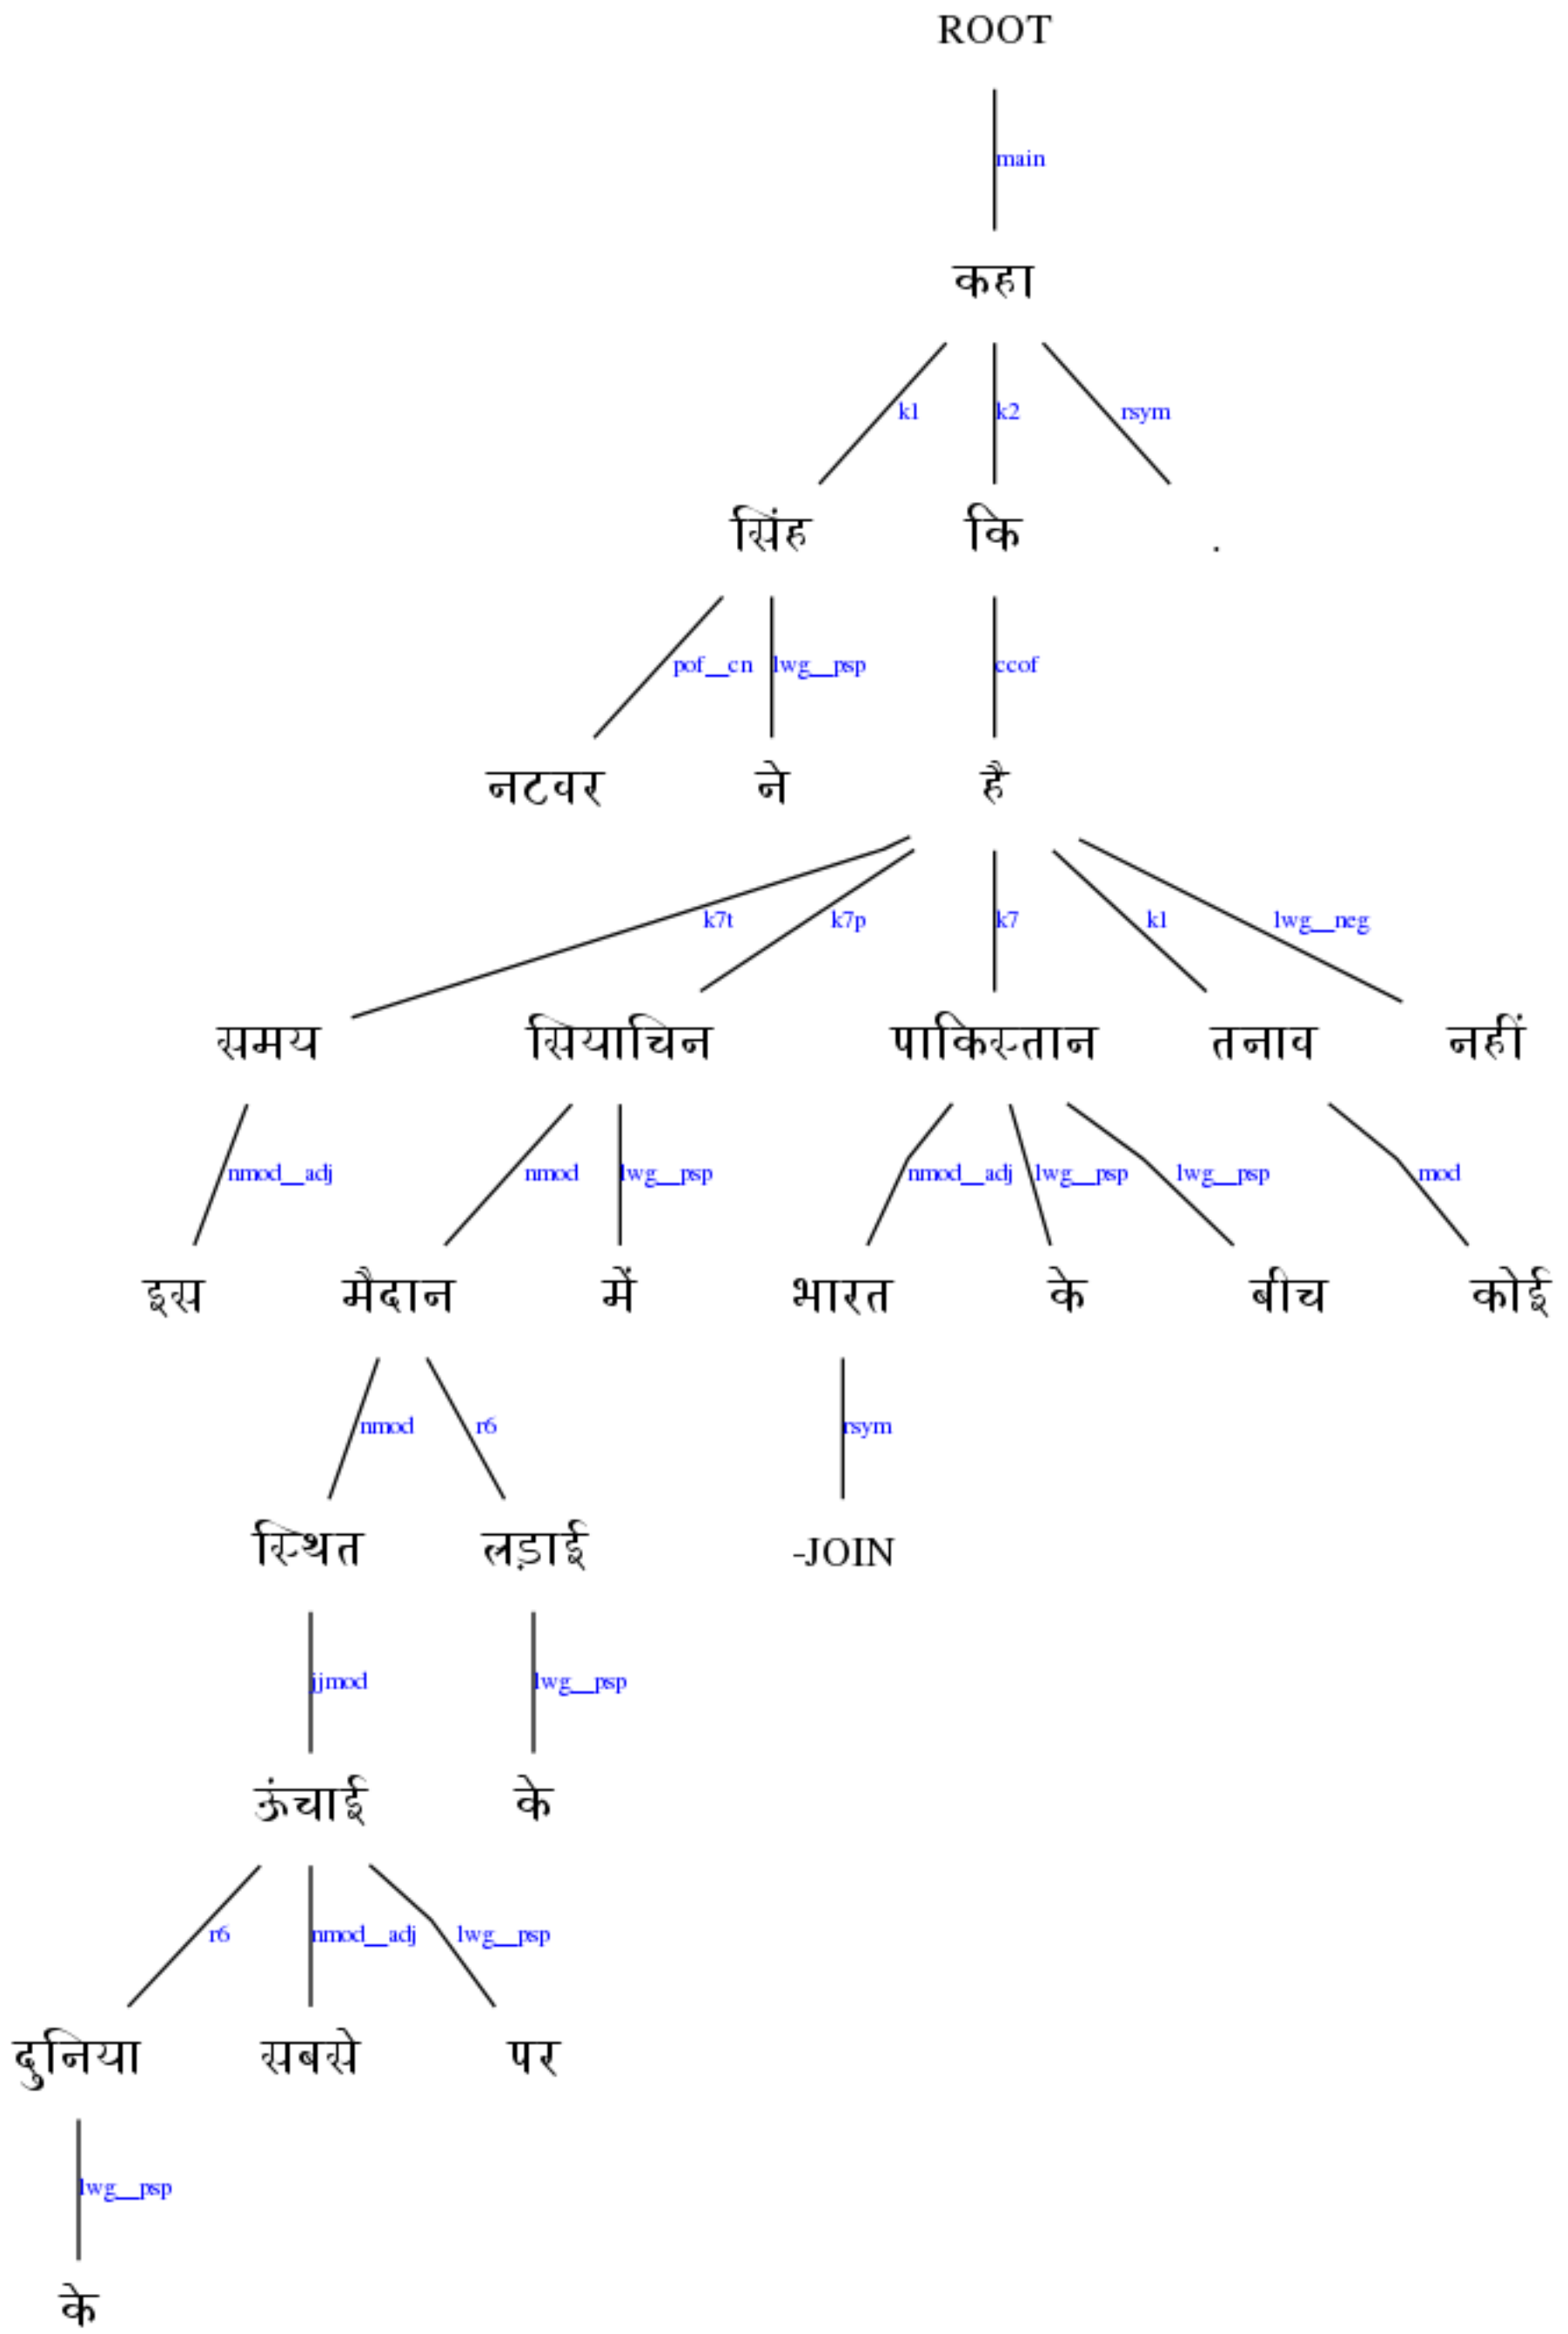 ROOT
main
कहा
k1 k2 rsym
सिंह कि .
pof__cn lwg__psp ccof
नटवर ने है
k7t k7p k7 k1 lwg__neg
समय सियाचिन पाकिस्तान तनाव नहीं
nmod__adj nmod lwg__psp nmod__adj lwg__psp lwg__psp mod
इस मैदान में भारत के बीच कोई
nmod r6 rsym
स्थित लड़ाई -JOIN
jjmod lwg__psp
ऊंचाई के
r6 nmod__adj lwg__psp
दुनिया सबसे पर
lwg__psp
के